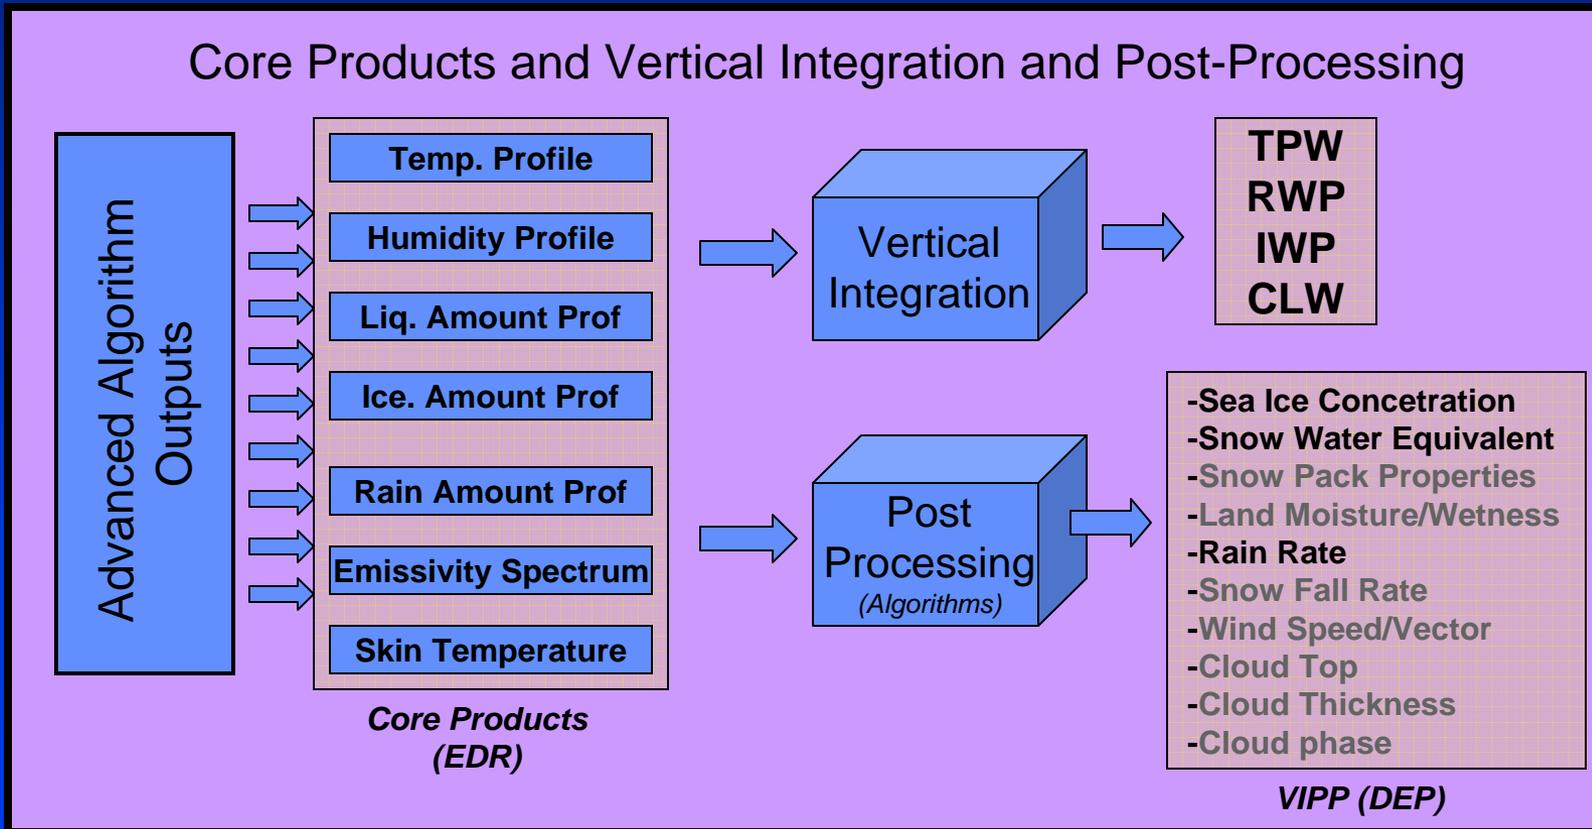 Core Products and Vertical Integration and Post-Processing
Advanced Algorithm
Outputs
Temp. Profile
Humidity Profile
Liq. Amount Prof
Ice. Amount Prof
Rain Amount Prof
Emissivity Spectrum
Skin Temperature
Core Products
(EDR)
Vertical
Integration
TPW
RWP
IWP
CLW
Post
Processing
(Algorithms)
-Sea Ice Concetration
-Snow Water Equivalent
-Snow Pack Properties
-Land Moisture/Wetness
-Rain Rate
-Snow Fall Rate
-Wind Speed/Vector
-Cloud Top
-Cloud Thickness
-Cloud phase
VIPP (DEP)